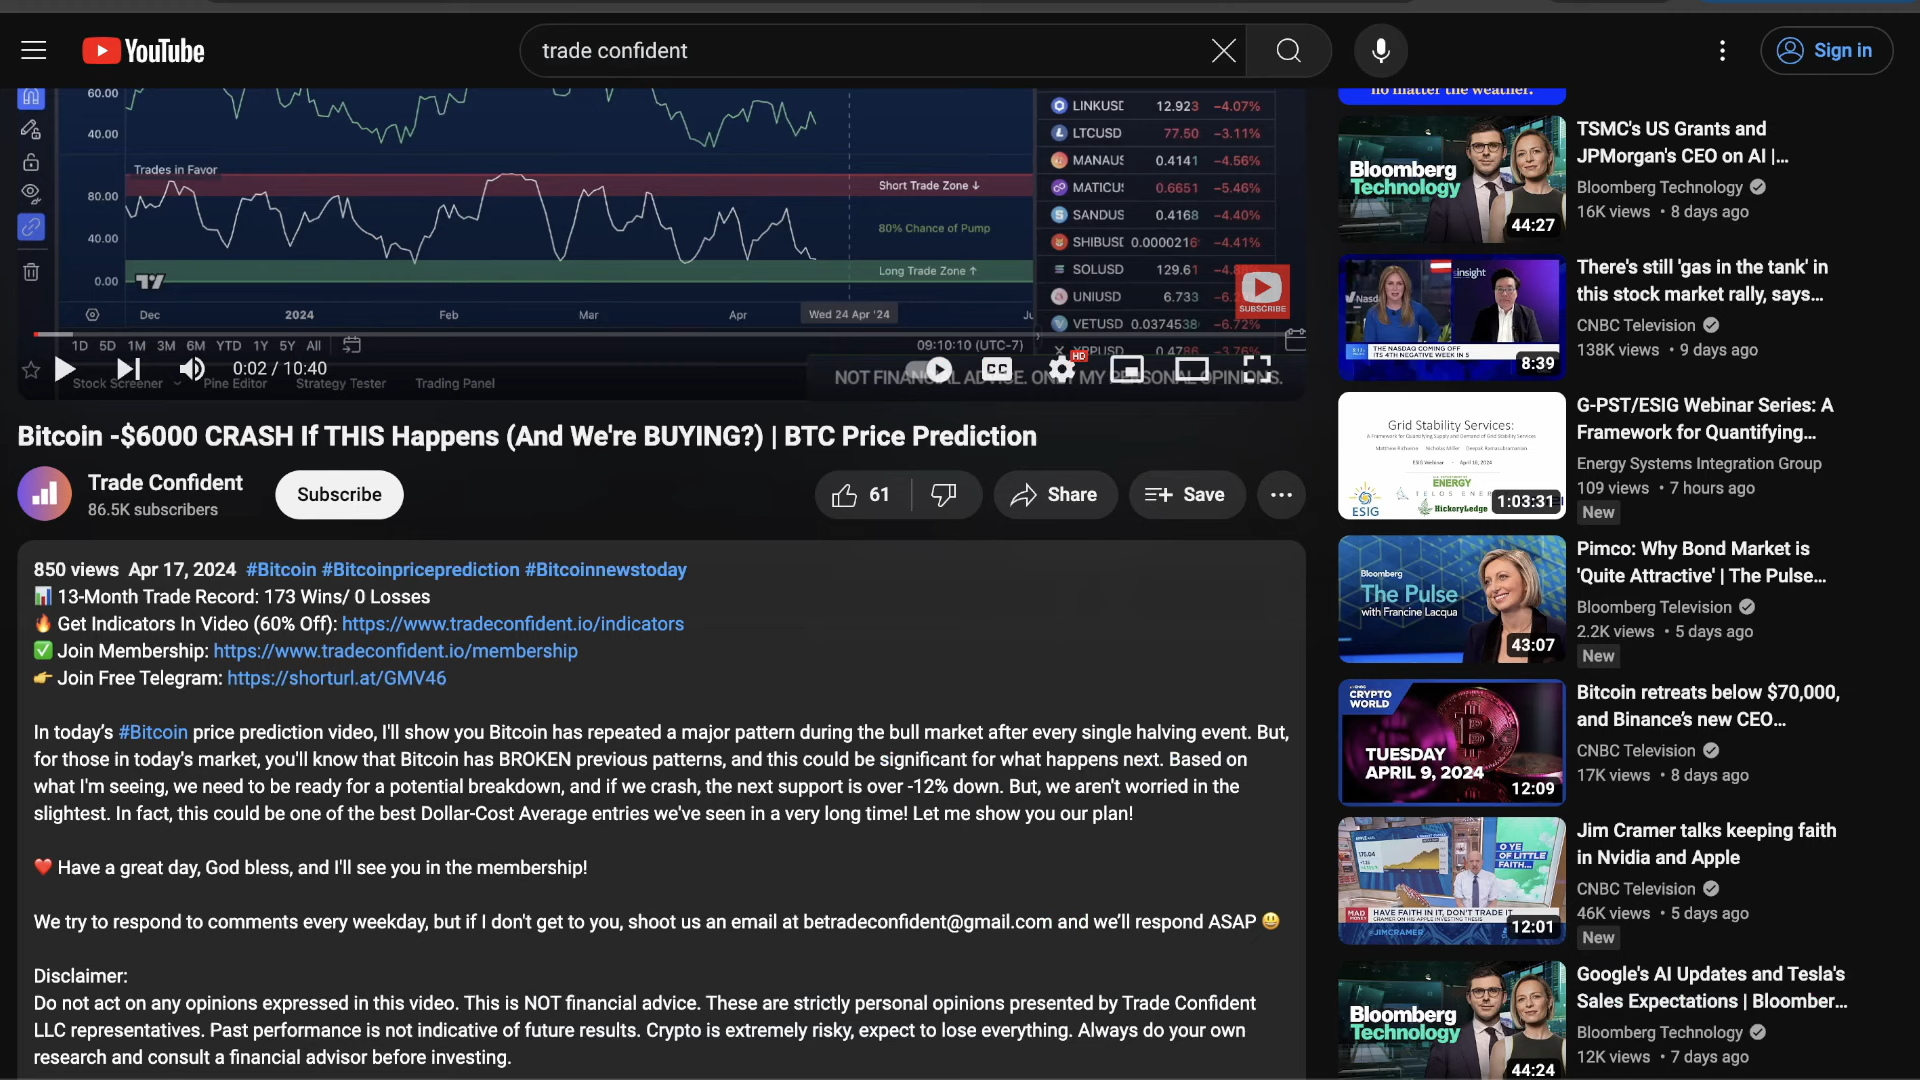 YouTube
trade confident
Sign in
60.00
40.00
Trades in Favor
80.00
40.00
0.00
Short Trade Zone ↓
80% Chance of Pump
Long Trade Zone ↑
Dec 2024 Feb Mar Apr Wed 24 Apr '24
LINKUSD 12.923 −4.07%
LTCUSD 77.50 −3.11%
MANAUS 0.4141 −4.56%
MATICUS 0.6651 −5.46%
SANDUS 0.4168 −4.40%
SHIBUSD 0.0000216 −4.41%
SOLUSD 129.61
UNIUSD 6.733
VETUSD 0.0374538 −6.72%
XRPUSD 0.4786 −3.76%
SUBSCRIBE
1D 5D 1M 3M 6M YTD 1Y 5Y All
09:10:10 (UTC-7)
0:02 / 10:40
CC
HD
Stock Screener Pine Editor Strategy Tester Trading Panel
NOT FINANCIAL ADVICE. ONLY MY PERSONAL OPINIONS.
Bitcoin -$6000 CRASH If THIS Happens (And We're BUYING?) | BTC Price Prediction
Trade Confident
86.5K subscribers
Subscribe
61
Share
Save
850 views Apr 17, 2024 #Bitcoin #Bitcoinpriceprediction #Bitcoinnewstoday
📊 13-Month Trade Record: 173 Wins/ 0 Losses
🔥 Get Indicators In Video (60% Off): https://www.tradeconfident.io/indicators
✅ Join Membership: https://www.tradeconfident.io/membership
👉 Join Free Telegram: https://shorturl.at/GMV46
In today's #Bitcoin price prediction video, I'll show you Bitcoin has repeated a major pattern during the bull market after every single halving event. But,
for those in today's market, you'll know that Bitcoin has BROKEN previous patterns, and this could be significant for what happens next. Based on
what I'm seeing, we need to be ready for a potential breakdown, and if we crash, the next support is over -12% down. But, we aren't worried in the
slightest. In fact, this could be one of the best Dollar-Cost Average entries we've seen in a very long time! Let me show you our plan!
❤️ Have a great day, God bless, and I'll see you in the membership!
We try to respond to comments every weekday, but if I don't get to you, shoot us an email at betradeconfident@gmail.com and we'll respond ASAP 😃
Disclaimer:
Do not act on any opinions expressed in this video. This is NOT financial advice. These are strictly personal opinions presented by Trade Confident
LLC representatives. Past performance is not indicative of future results. Crypto is extremely risky, expect to lose everything. Always do your own
research and consult a financial advisor before investing.
no matter the weather.
Bloomberg
Technology
44:27
TSMC's US Grants and
JPMorgan's CEO on AI |...
Bloomberg Technology
16K views • 8 days ago
insight
Nasd
THE NASDAQ COMING OFF
ITS 4TH NEGATIVE WEEK IN 5
8:39
There's still 'gas in the tank' in
this stock market rally, says...
CNBC Television
138K views • 9 days ago
Grid Stability Services:
ESIG Webinar - April 16, 2024
ENERGY
TELOS ENER
ESIG
HickoryLedge
1:03:31
G-PST/ESIG Webinar Series: A
Framework for Quantifying...
Energy Systems Integration Group
109 views • 7 hours ago
New
Bloomberg
The Pulse
with Francine Lacqua
43:07
Pimco: Why Bond Market is
'Quite Attractive' | The Pulse...
Bloomberg Television
2.2K views • 5 days ago
New
CRYPTO
WORLD
TUESDAY
APRIL 9, 2024
12:09
Bitcoin retreats below $70,000,
and Binance's new CEO...
CNBC Television
17K views • 8 days ago
175.04
O YE
OF LITTLE
FAITH...
MAD
MONEY
HAVE FAITH IN IT, DON'T TRADE IT
CRAMER ON HIS APPLE INVESTING THESIS
@JIMCRAMER
12:01
Jim Cramer talks keeping faith
in Nvidia and Apple
CNBC Television
46K views • 5 days ago
New
Bloomberg
Technology
44:24
Google's AI Updates and Tesla's
Sales Expectations | Bloomber...
Bloomberg Technology
12K views • 7 days ago